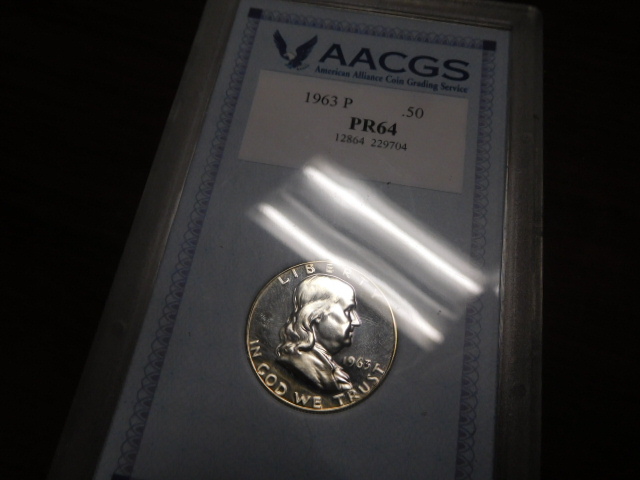 AACGS
American Alliance Coin Grading Service
1963 P .50
PR64
12864 229704
LIBERTY
1963
IN GOD WE TRUST